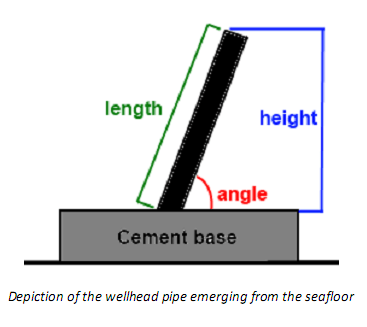 length
height
angle
Cement base
Depiction of the wellhead pipe emerging from the seafloor